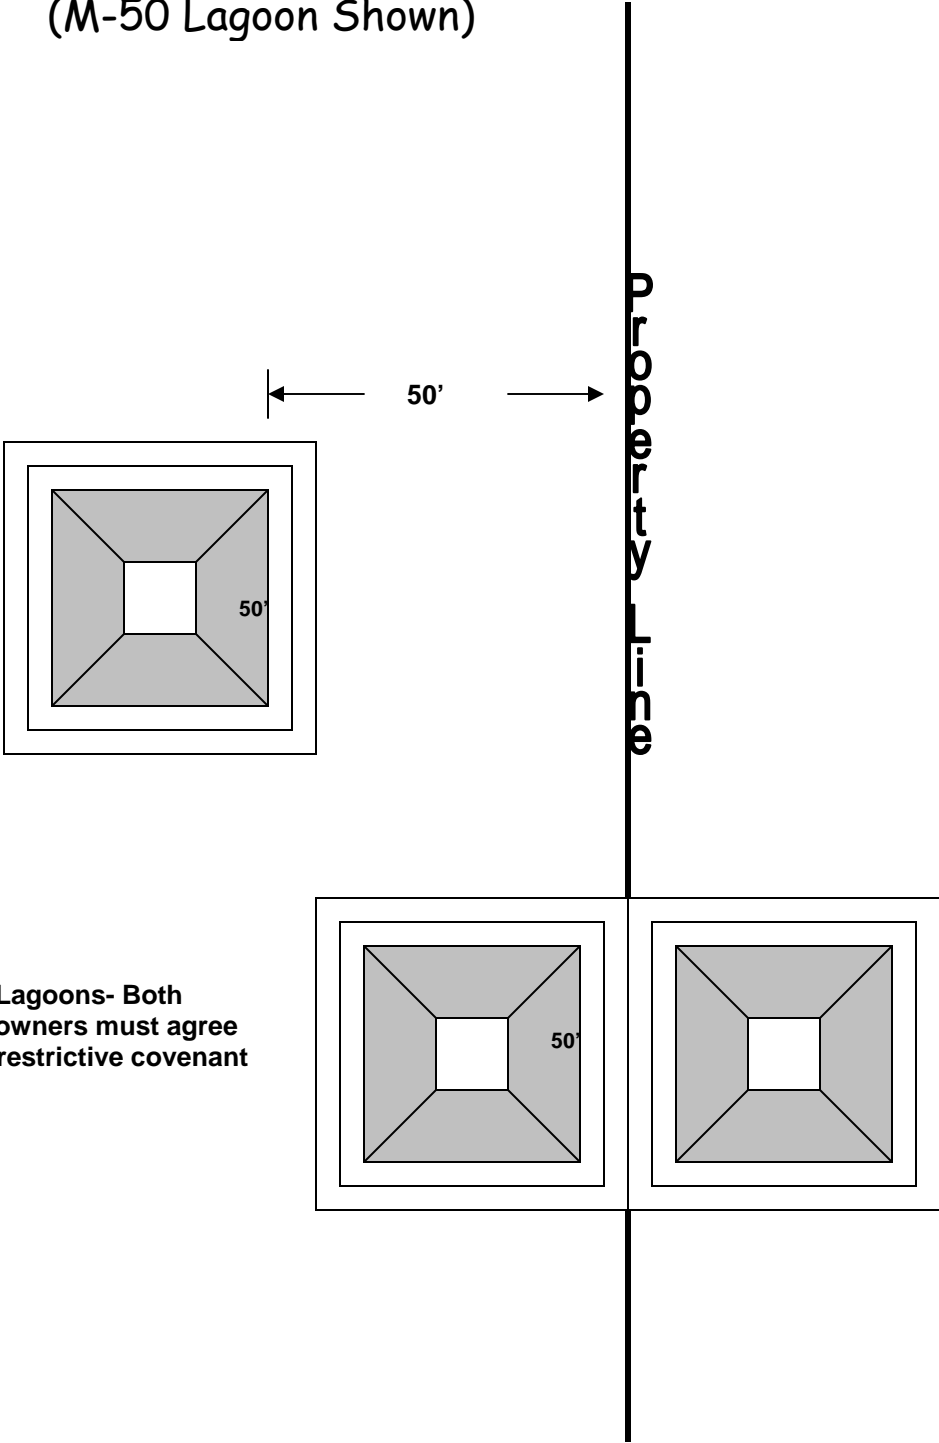 (M-50 Lagoon Shown)
Property Line
50’
50’
Lagoons- Both
owners must agree
restrictive covenant
50’